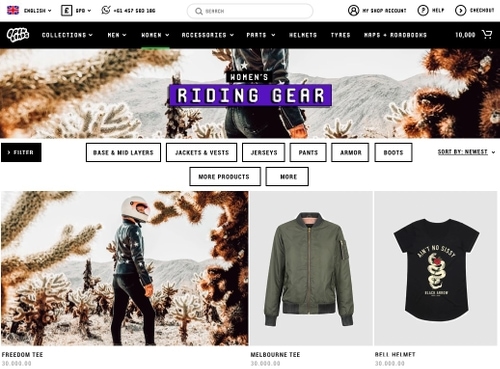 ENGLISH
£ GPB
+61 457 503 186
SEARCH
MY SHOP ACCOUNT
? HELP
CHECKOUT
COLLECTIONS
MEN
WOMEN
ACCESSORIES
PARTS
HELMETS
TYRES
MAPS + ROADBOOKS
10,000
WOMEN'S
RIDING GEAR
> FILTER
BASE & MID LAYERS
JACKETS & VESTS
JERSEYS
PANTS
ARMOR
BOOTS
SORT BY: NEWEST
MORE PRODUCTS
MORE
AIN'T NO SISSY
BLACK ARROW
FREEDOM TEE
30.000.00
MELBOURNE TEE
30.000.00
BELL HELMET
30.000.00